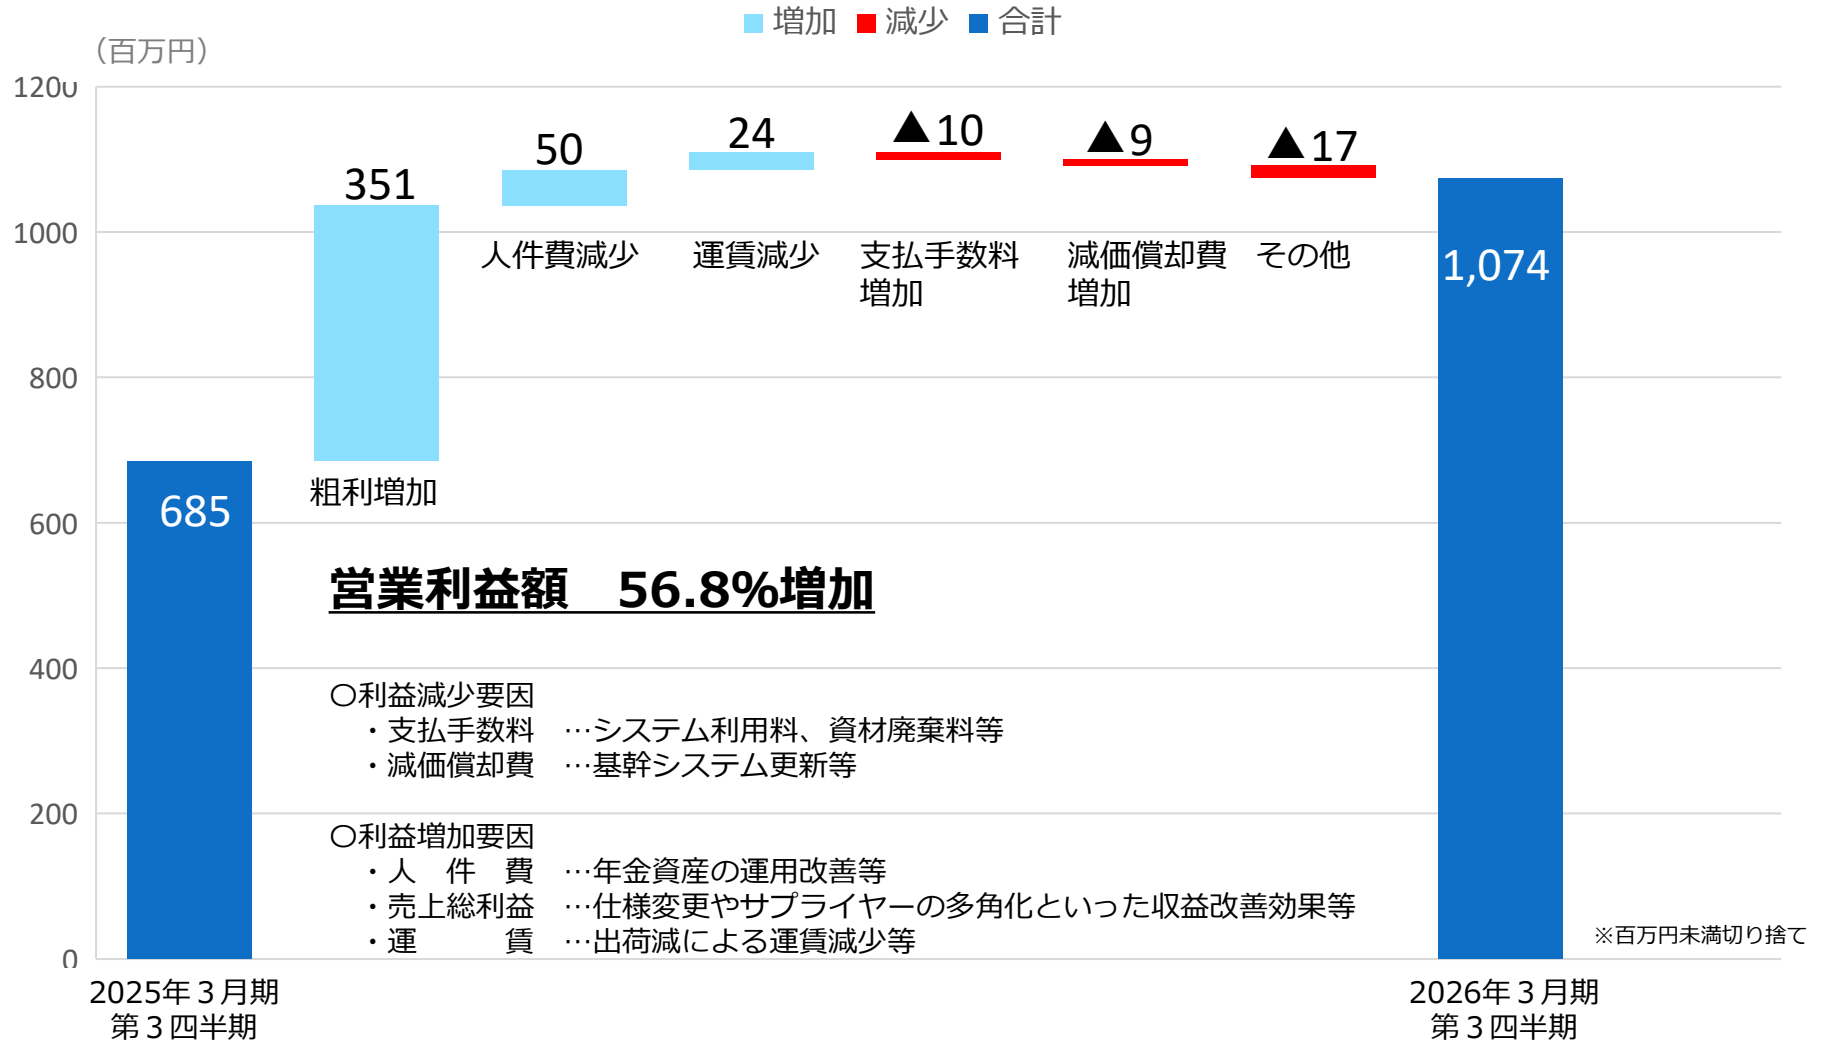 増加 減少 合計
（百万円）
1200
1000
800
600
400
200
0
685
351
粗利増加
50
人件費減少
24
運賃減少
▲10
支払手数料
増加
▲9
減価償却費
増加
▲17
その他
1,074
営業利益額　56.8%増加
〇利益減少要因
・支払手数料　…システム利用料、資材廃棄料等
・減価償却費　…基幹システム更新等
〇利益増加要因
・人　件　費　…年金資産の運用改善等
・売上総利益　…仕様変更やサプライヤーの多角化といった収益改善効果等
・運　　　賃　…出荷減による運賃減少等
※百万円未満切り捨て
2025年３月期
第３四半期
2026年３月期
第３四半期